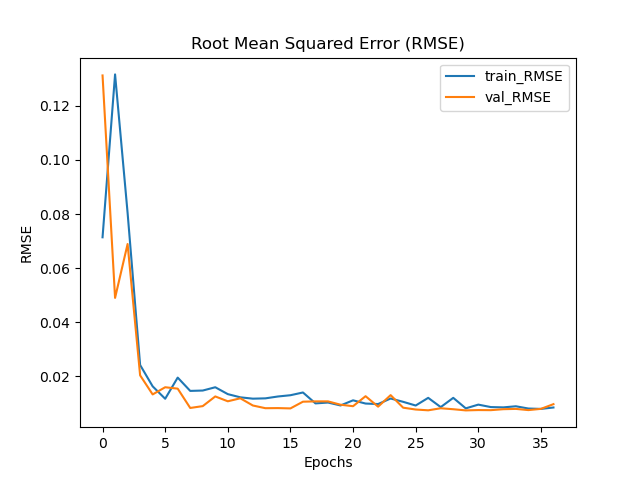 Root Mean Squared Error (RMSE)
train_RMSE
val_RMSE
0.12
0.10
0.08
0.06
0.04
0.02
RMSE
0 5 10 15 20 25 30 35
Epochs